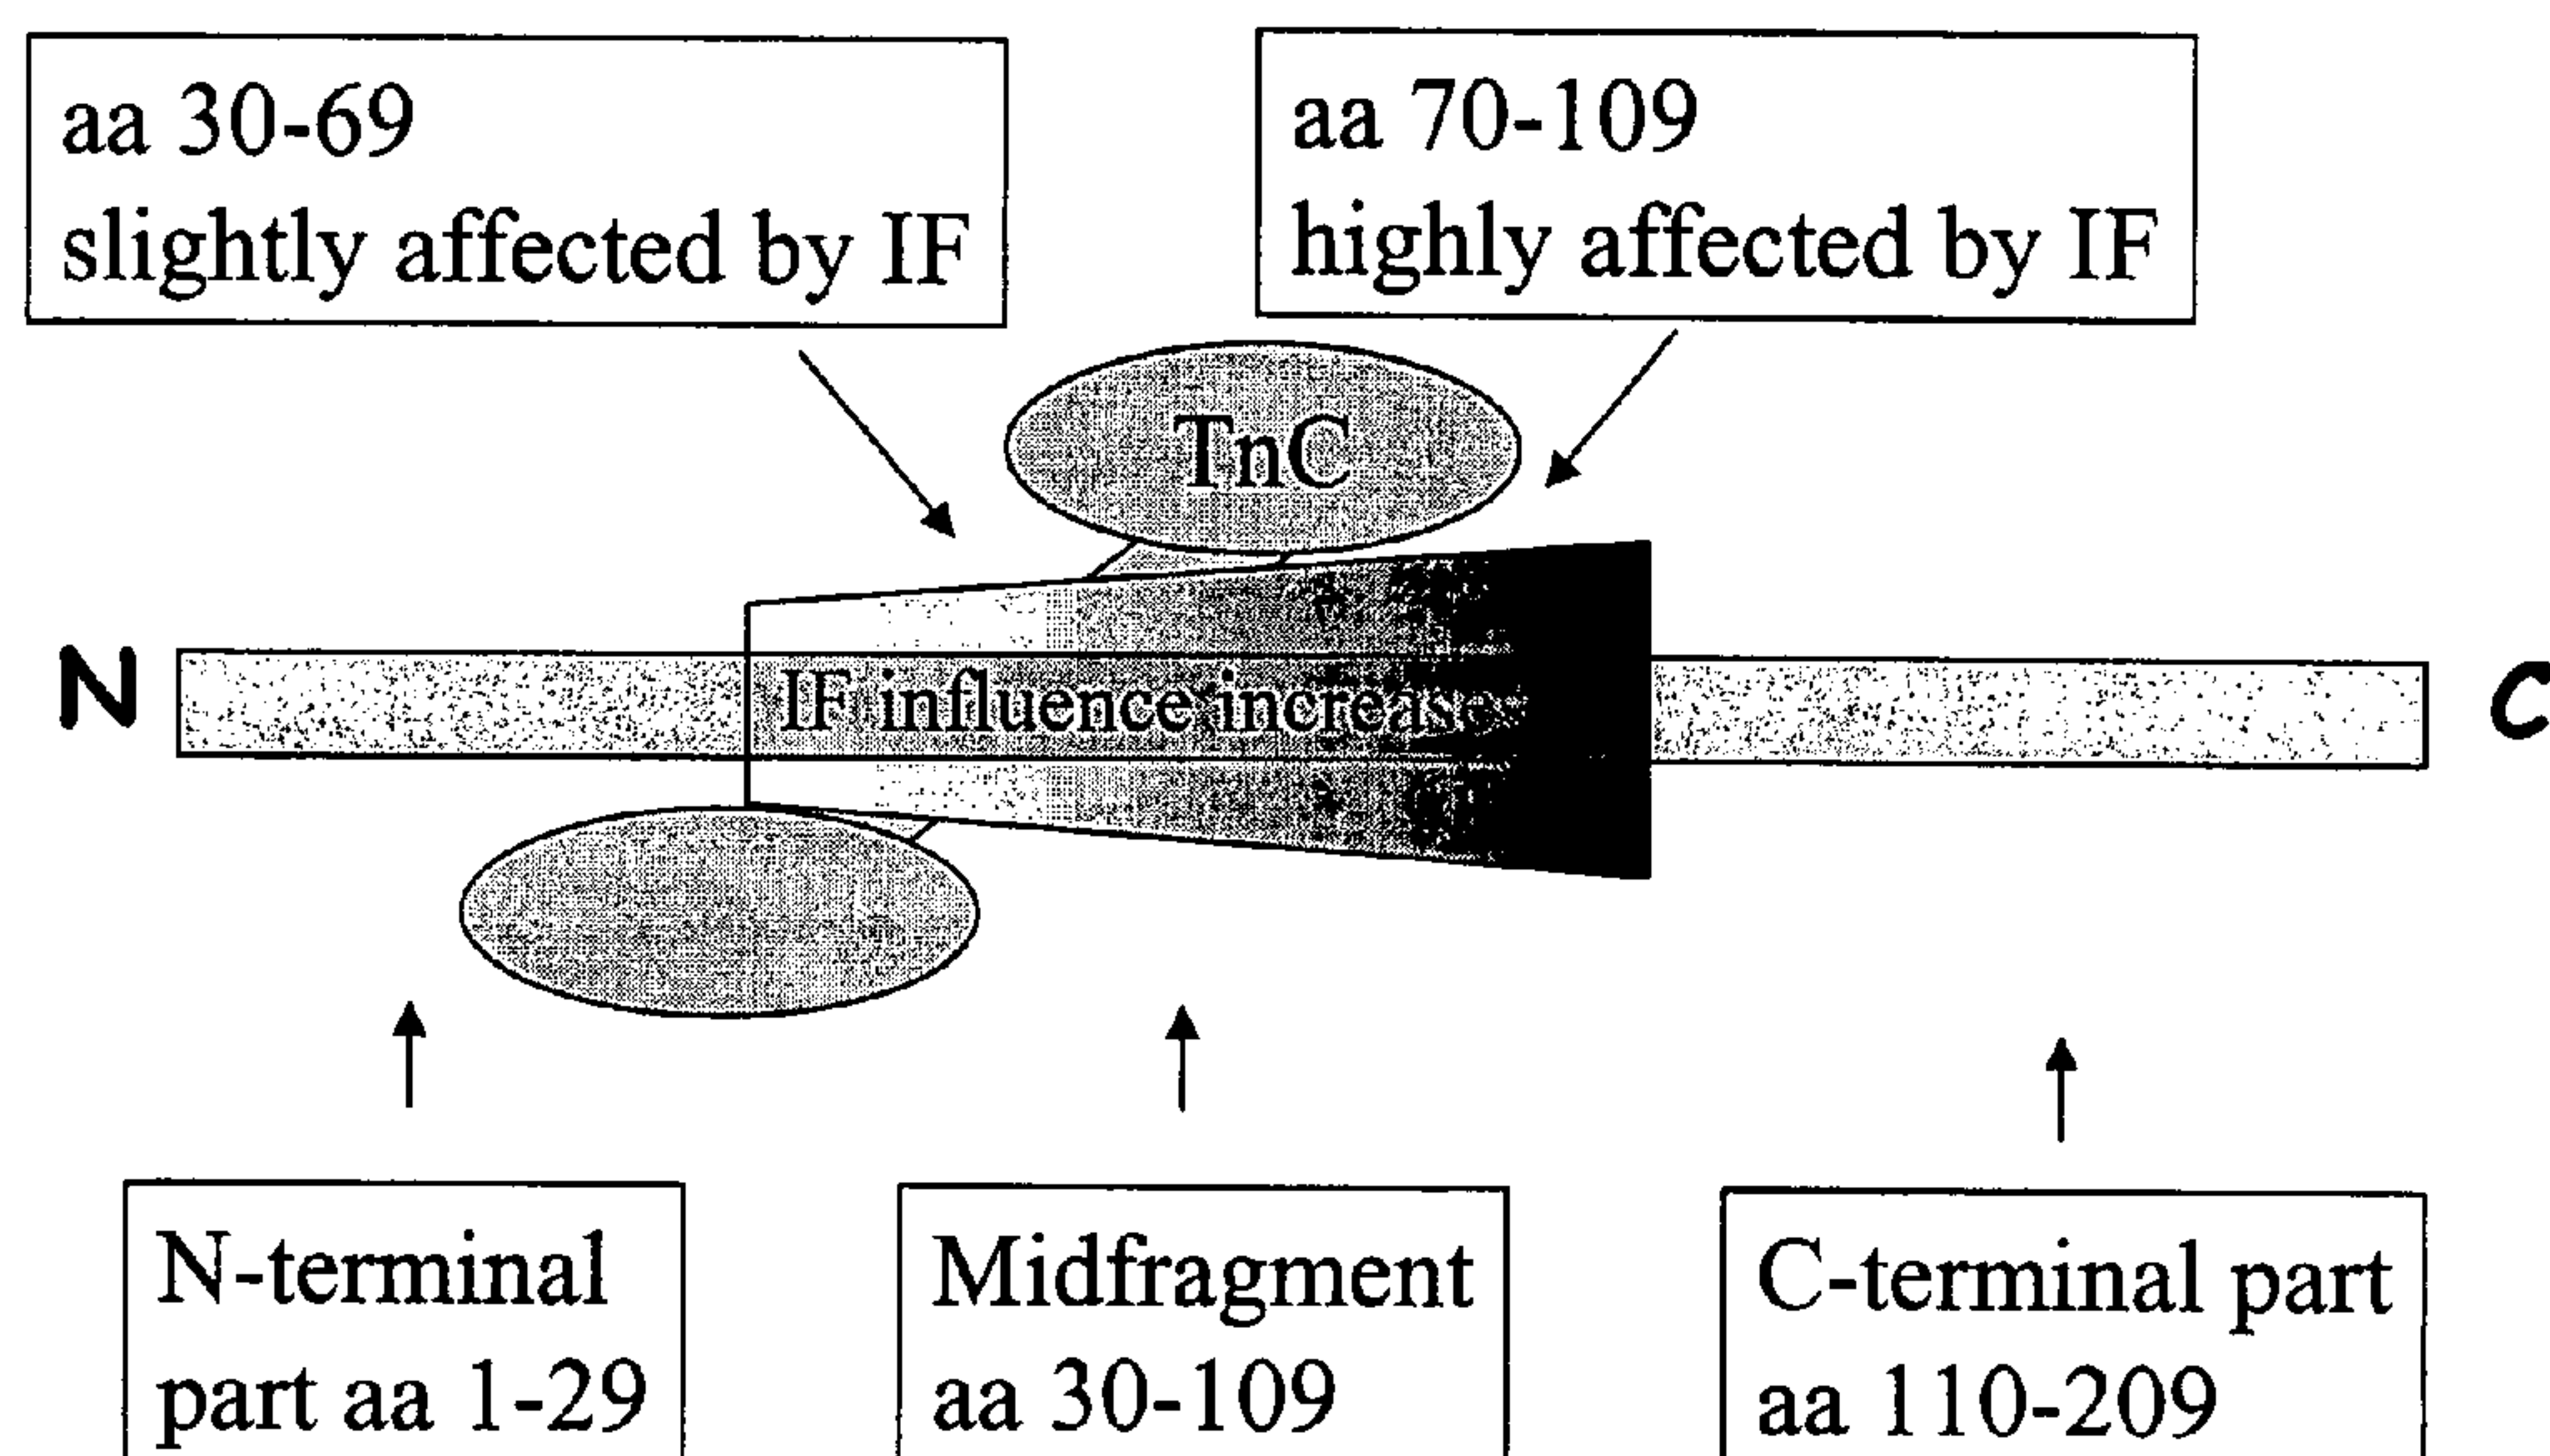 aa 30-69
slightly affected by IF
aa 70-109
highly affected by IF
TnC
N
IF influence increases
C
N-terminal
part aa 1-29
Midfragment
aa 30-109
C-terminal part
aa 110-209